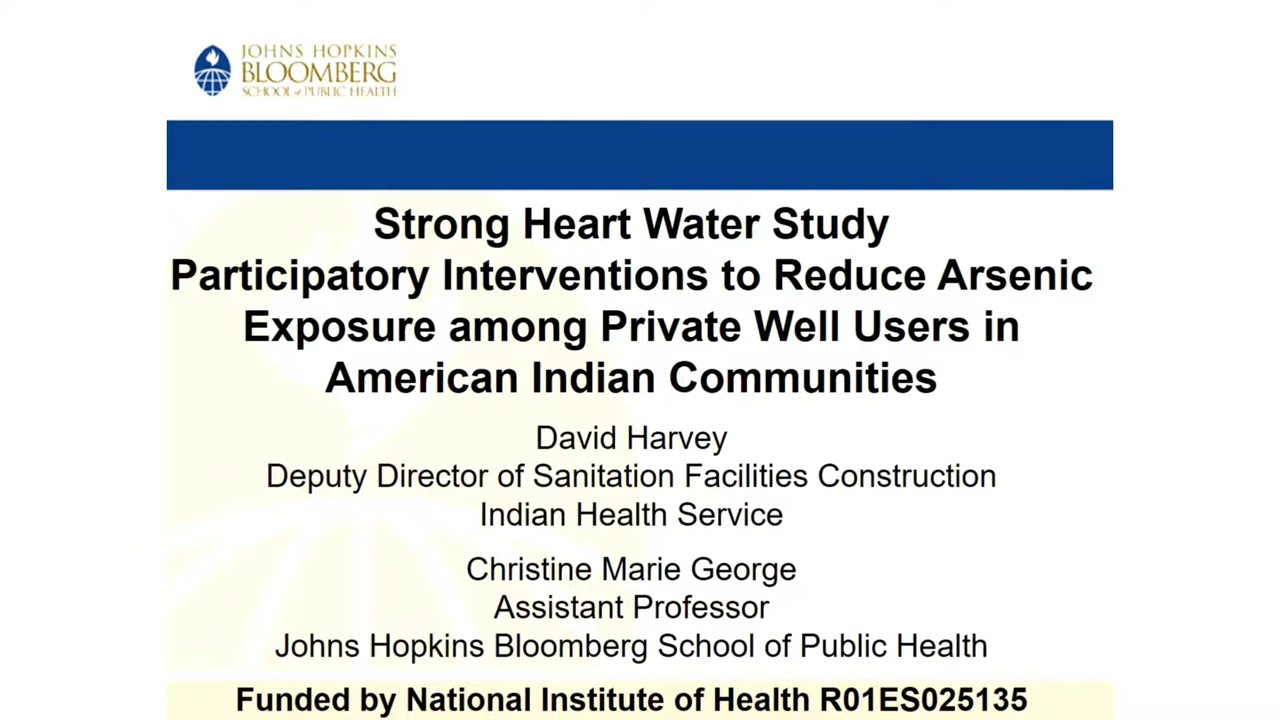 JOHNS HOPKINS
BLOOMBERG
SCHOOL of PUBLIC HEALTH
Strong Heart Water Study
Participatory Interventions to Reduce Arsenic
Exposure among Private Well Users in
American Indian Communities
David Harvey
Deputy Director of Sanitation Facilities Construction
Indian Health Service
Christine Marie George
Assistant Professor
Johns Hopkins Bloomberg School of Public Health
Funded by National Institute of Health R01ES025135